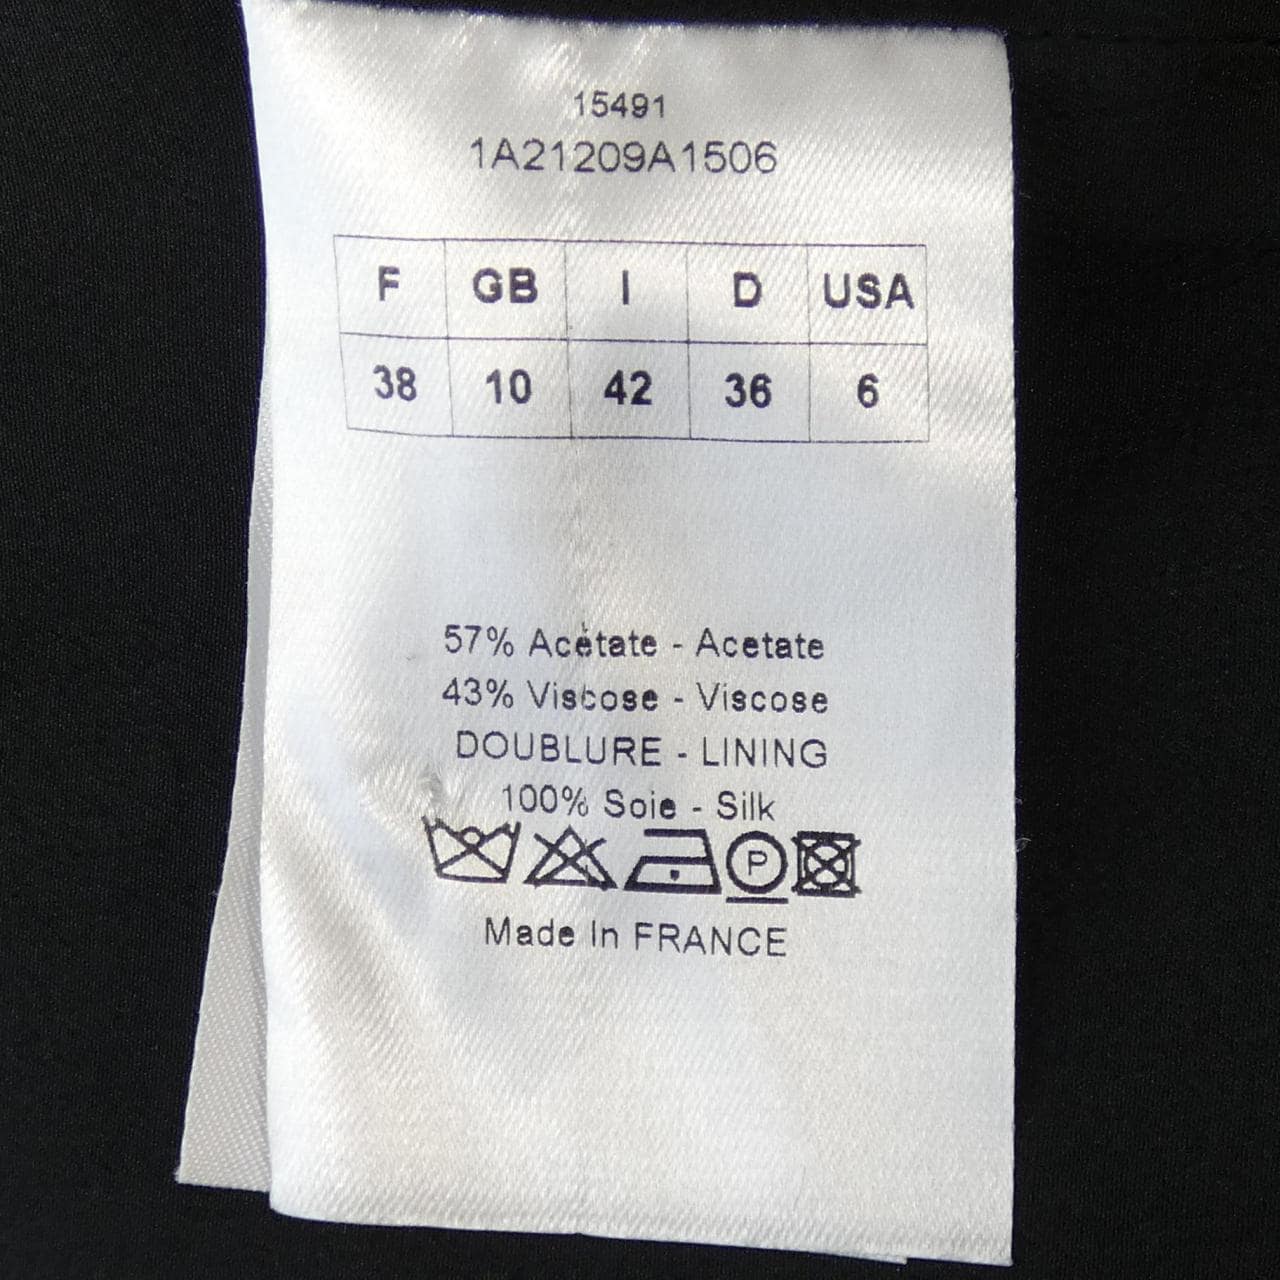 15491
1A21209A1506
F GB I D USA
38 10 42 36 6
57% Acétate - Acetate
43% Viscose - Viscose
DOUBLURE - LINING
100% Soie - Silk
P
Made In FRANCE